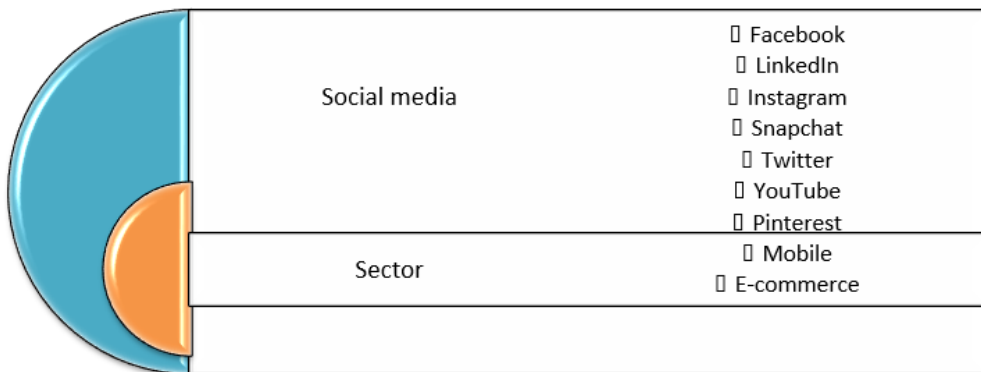 Social media
▯ Facebook
▯ LinkedIn
▯ Instagram
▯ Snapchat
▯ Twitter
▯ YouTube
▯ Pinterest
Sector
▯ Mobile
▯ E-commerce